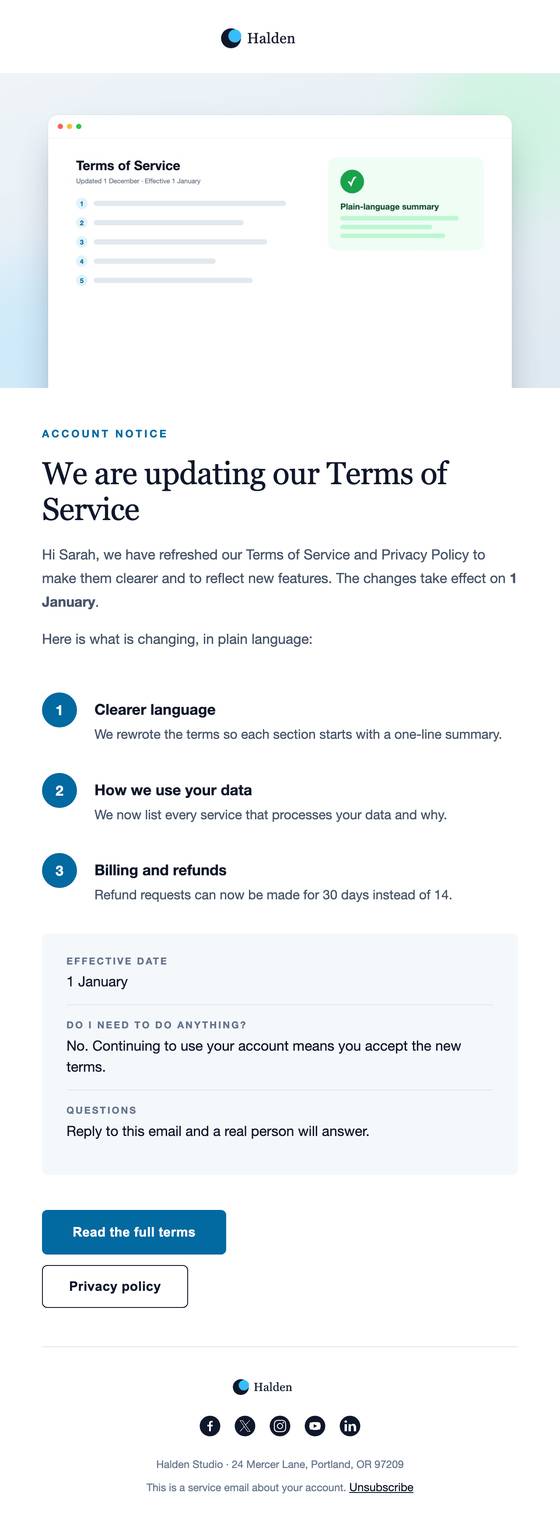 Halden
Terms of Service
Updated 1 December · Effective 1 January
1
2
3
4
5
Plain-language summary
ACCOUNT NOTICE
We are updating our Terms of
Service
Hi Sarah, we have refreshed our Terms of Service and Privacy Policy to
make them clearer and to reflect new features. The changes take effect on 1
January.
Here is what is changing, in plain language:
1
Clearer language
We rewrote the terms so each section starts with a one-line summary.
2
How we use your data
We now list every service that processes your data and why.
3
Billing and refunds
Refund requests can now be made for 30 days instead of 14.
EFFECTIVE DATE
1 January
DO I NEED TO DO ANYTHING?
No. Continuing to use your account means you accept the new
terms.
QUESTIONS
Reply to this email and a real person will answer.
Read the full terms
Privacy policy
Halden
Halden Studio · 24 Mercer Lane, Portland, OR 97209
This is a service email about your account. Unsubscribe